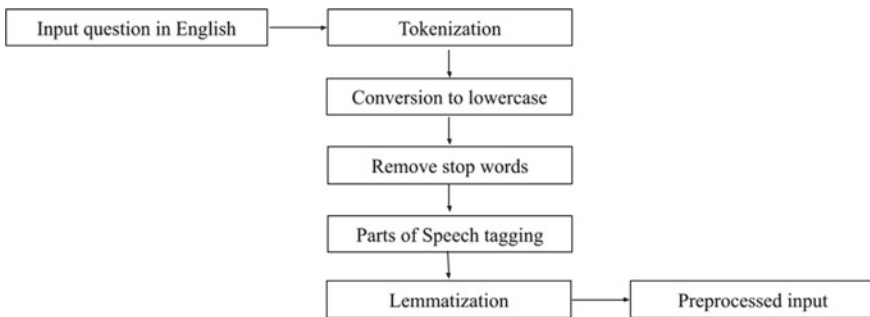 Input question in English
Tokenization
Conversion to lowercase
Remove stop words
Parts of Speech tagging
Lemmatization
Preprocessed input